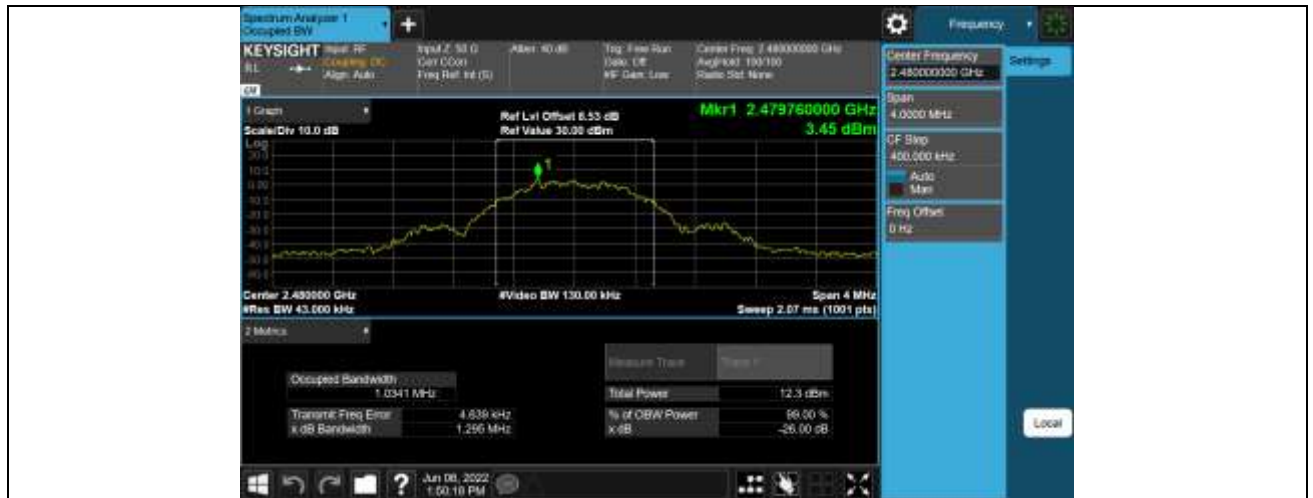 Spectrum Analyzer 1
Occupied BW
Frequency
KEYSIGHT
Input: RF
Coupling: DC
Align: Auto
Input Z: 50 Ω
Corr CCorr
Freq Ref: Int (S)
Atten: 40 dB
Trig: Free Run
Gate: Off
#IF Gain: Low
Center Freq: 2.480000000 GHz
Avg|Hold: 100/100
Radio Std: None
Center Frequency
2.480000000 GHz
Settings
Span
4.0000 MHz
CF Step
400.000 kHz
Auto
Man
Freq Offset
0 Hz
1 Graph
Scale/Div 10.0 dB
Ref Lvl Offset 8.53 dB
Ref Value 30.00 dBm
Mkr1 2.479760000 GHz
3.45 dBm
Log
20.0
10.0
0.00
1
Center 2.480000 GHz
#Res BW 43.000 kHz
#Video BW 130.00 kHz
Span 4 MHz
Sweep 2.07 ms (1001 pts)
2 Metrics
Measure Trace
Trace 1
Occupied Bandwidth
1.0341 MHz
Total Power
12.3 dBm
Transmit Freq Error
4.639 kHz
% of OBW Power
99.00 %
x dB Bandwidth
1.295 MHz
x dB
-26.00 dB
Local
?
Jun 08, 2022
1:50:18 PM